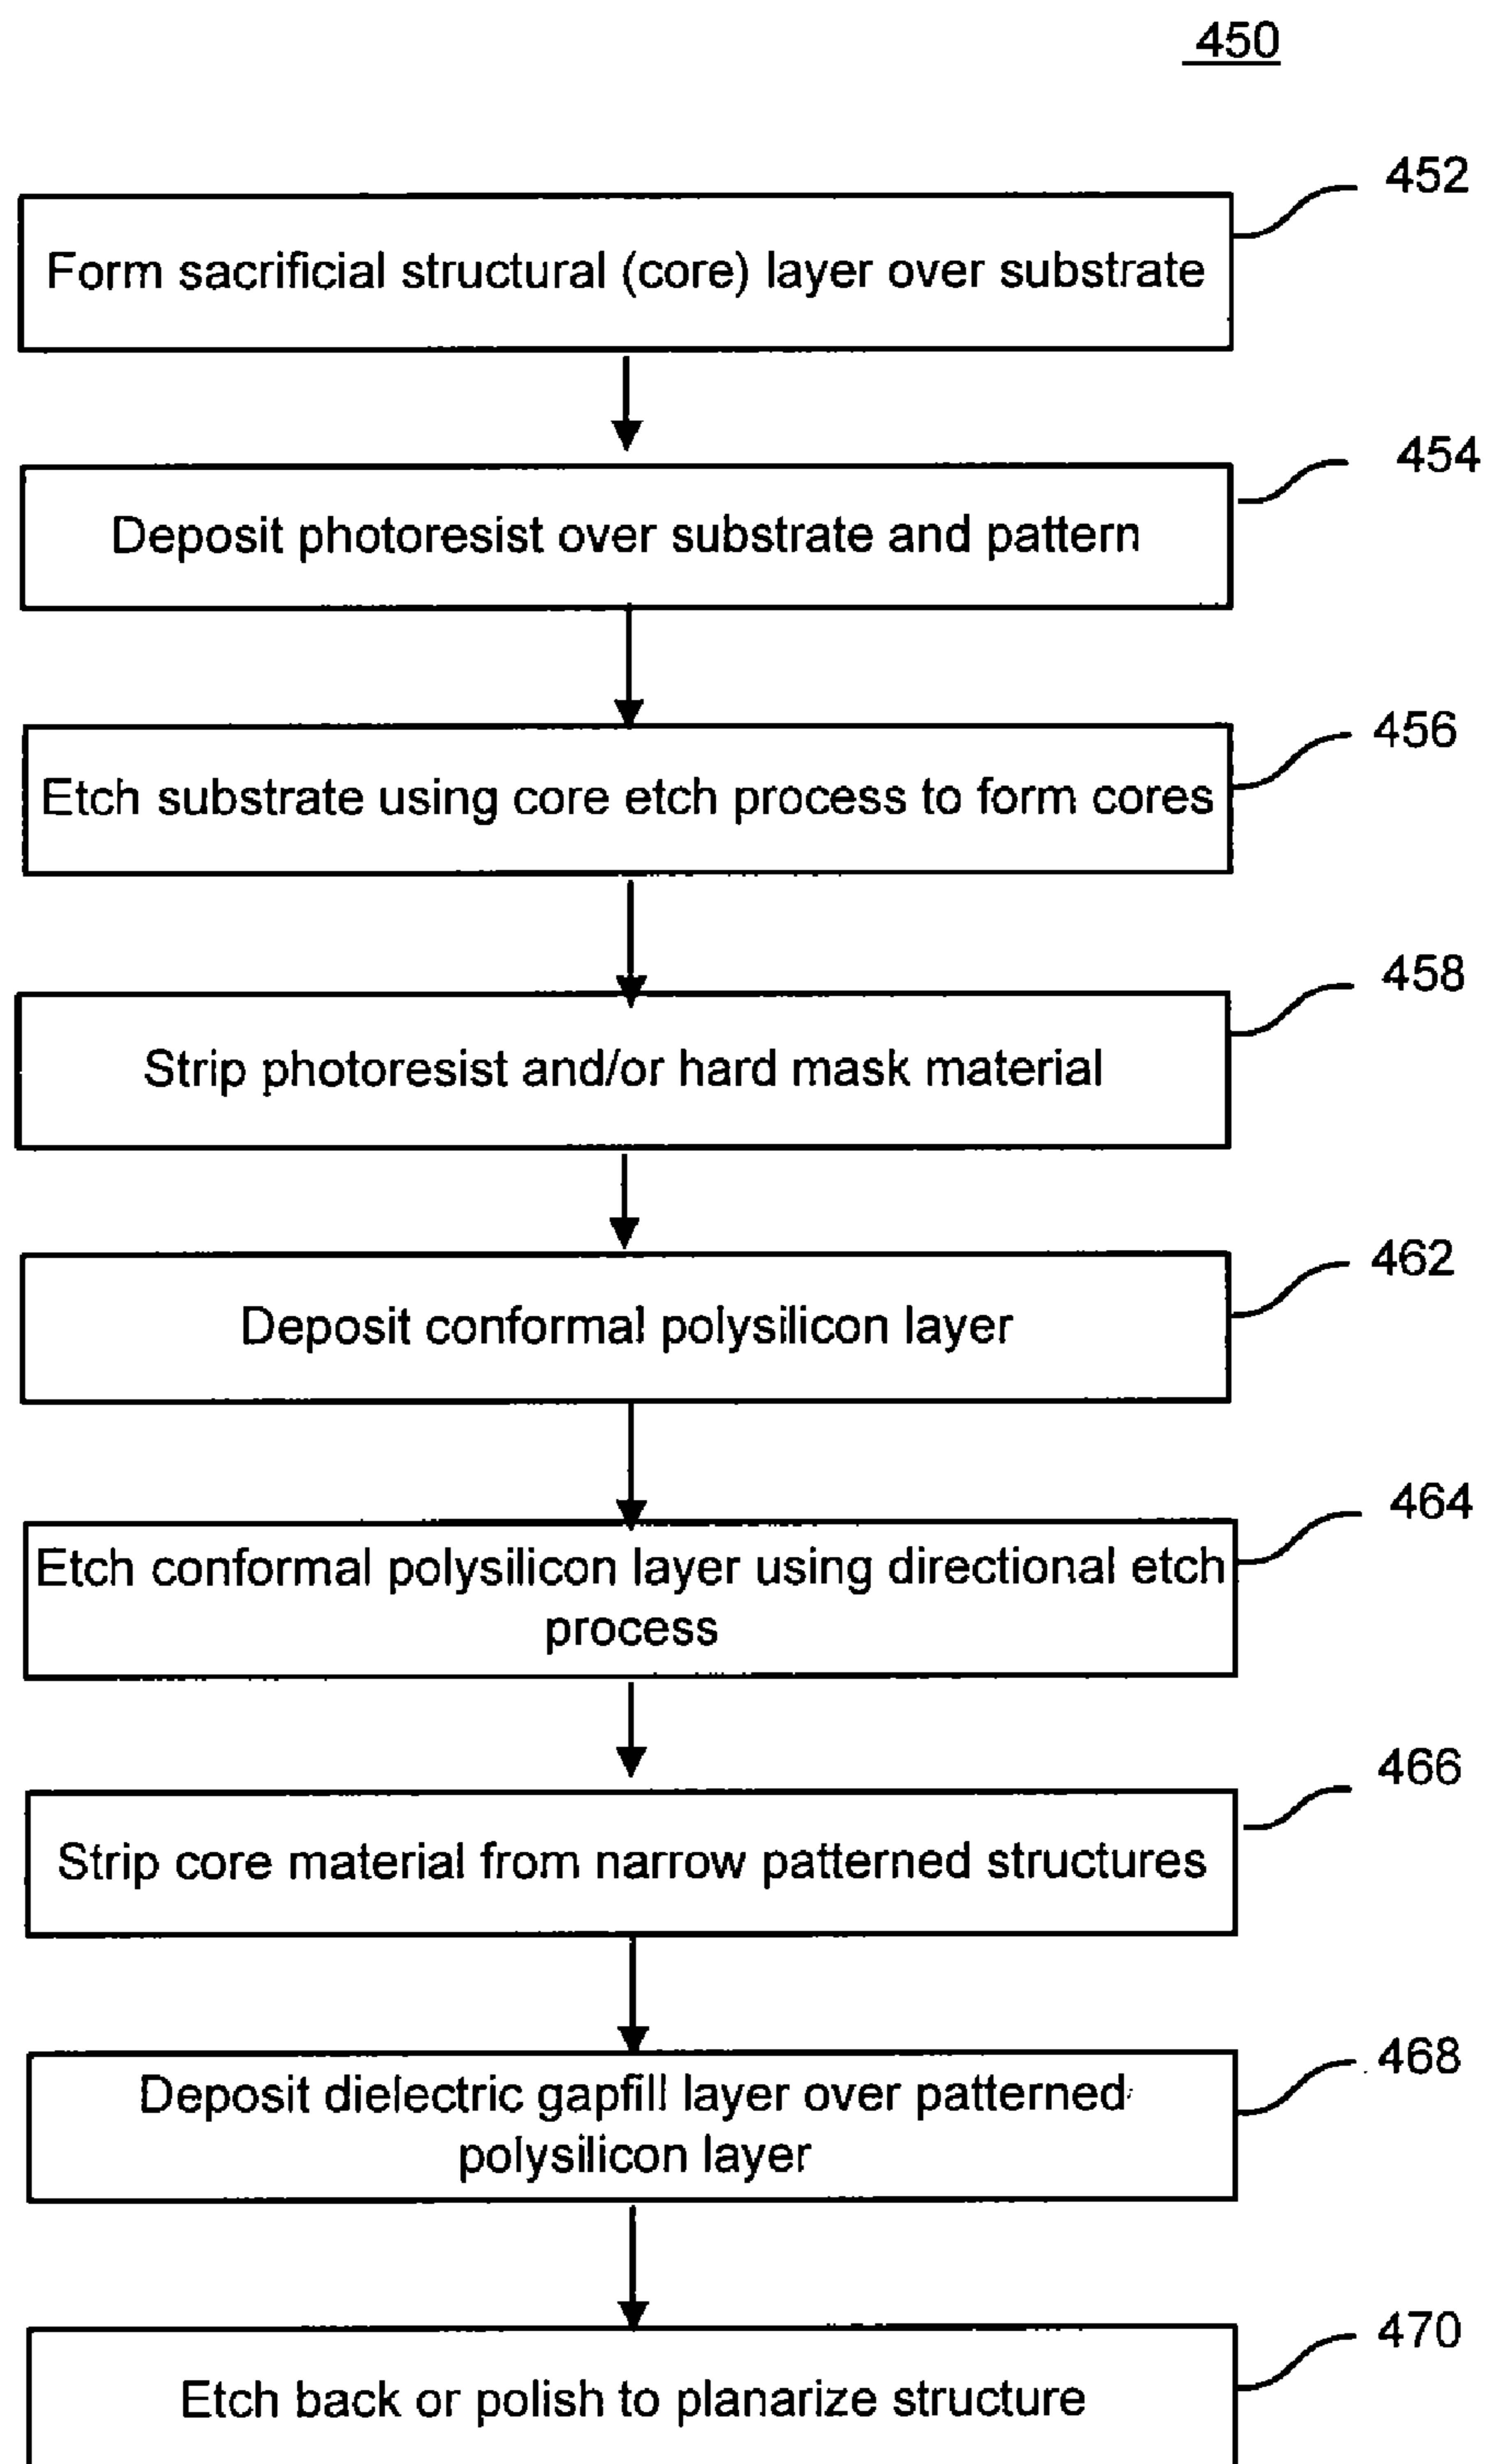 450
452
Form sacrificial structural (core) layer over substrate
454
Deposit photoresist over substrate and pattern
456
Etch substrate using core etch process to form cores
458
Strip photoresist and/or hard mask material
462
Deposit conformal polysilicon layer
464
Etch conformal polysilicon layer using directional etch
process
466
Strip core material from narrow patterned structures
468
Deposit dielectric gapfill layer over patterned
polysilicon layer
470
Etch back or polish to planarize structure